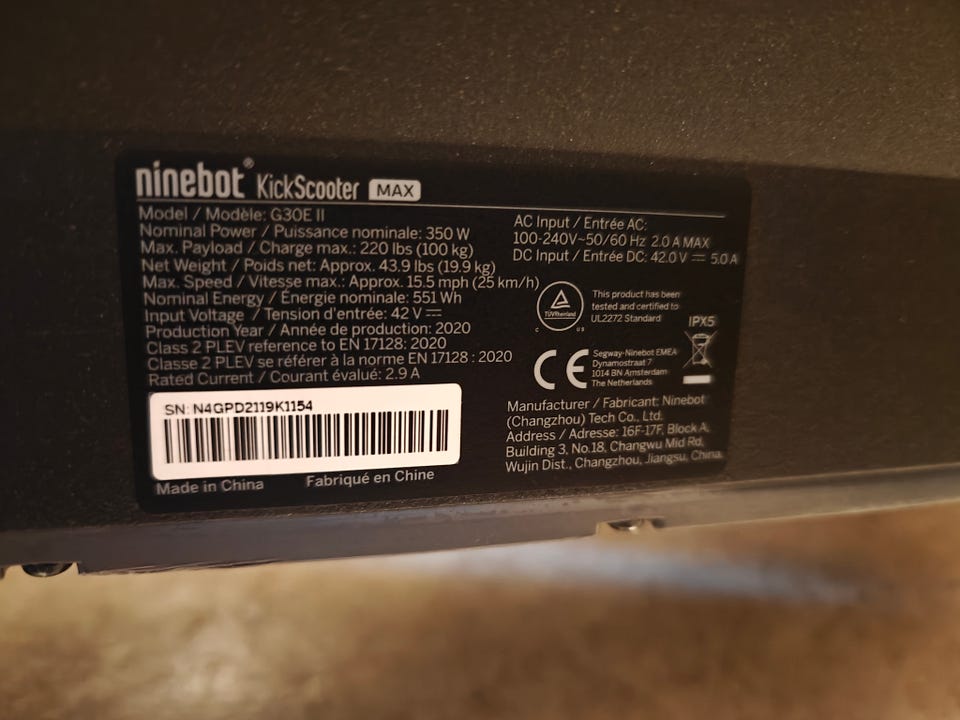 ninebot® KickScooter MAX
Model / Modèle: G30E II
Nominal Power / Puissance nominale: 350 W
Max. Payload / Charge max.: 220 lbs (100 kg)
Net Weight / Poids net: Approx. 43.9 lbs (19.9 kg)
Max. Speed / Vitesse max.: Approx. 15.5 mph (25 km/h)
Nominal Energy / Énergie nominale: 551 Wh
Input Voltage / Tension d'entrée: 42 V ⎓
Production Year / Année de production: 2020
Class 2 PLEV reference to EN 17128: 2020
Classe 2 PLEV se référer à la norme EN 17128 : 2020
Rated Current / Courant évalué: 2.9 A
SN: N4GPD2119K1154
Made in China
Fabriqué en Chine
AC Input / Entrée AC:
100-240V~50/60 Hz 2.0 A MAX
DC Input / Entrée DC: 42.0 V ⎓ 5.0 A
TÜVRheinland
C US
This product has been
tested and certified to
UL2272 Standard
IPX5
CE
Segway-Ninebot EMEA
Dynamostraat 7
1014 BN Amsterdam
The Netherlands
Manufacturer / Fabricant: Ninebot
(Changzhou) Tech Co., Ltd.
Address / Adresse: 16F-17F, Block A,
Building 3, No.18, Changwu Mid Rd,
Wujin Dist., Changzhou, Jiangsu, China.